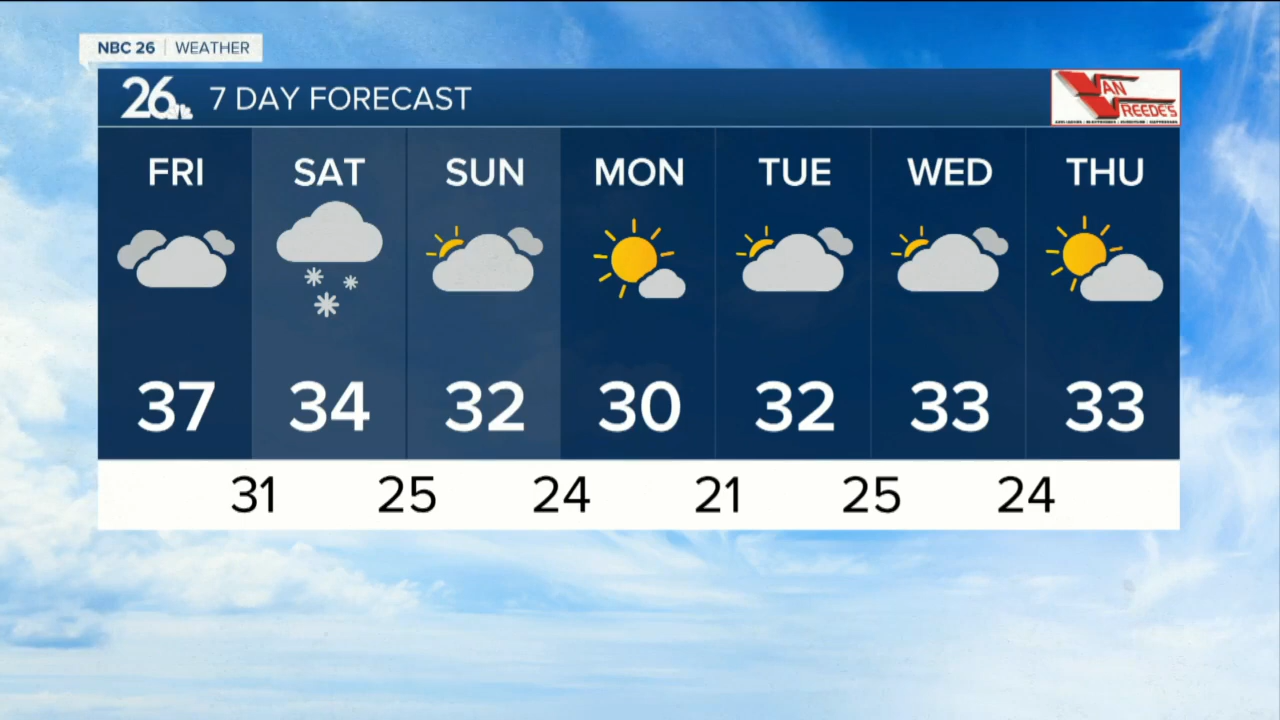 NBC 26 | WEATHER
26 7 DAY FORECAST
VAN
VREEDE'S
FRI SAT SUN MON TUE WED THU
37 34 32 30 32 33 33
31 25 24 21 25 24